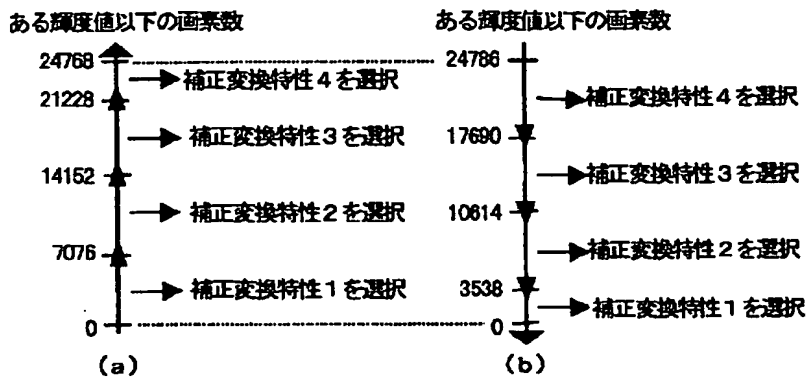 ある輝度値以下の画素数
24768
補正変換特性4を選択
21228
補正変換特性3を選択
14152
補正変換特性2を選択
7076
補正変換特性1を選択
0
(a)
ある輝度値以下の画素数
24786
補正変換特性4を選択
17690
補正変換特性3を選択
10614
補正変換特性2を選択
3538
補正変換特性1を選択
0
(b)